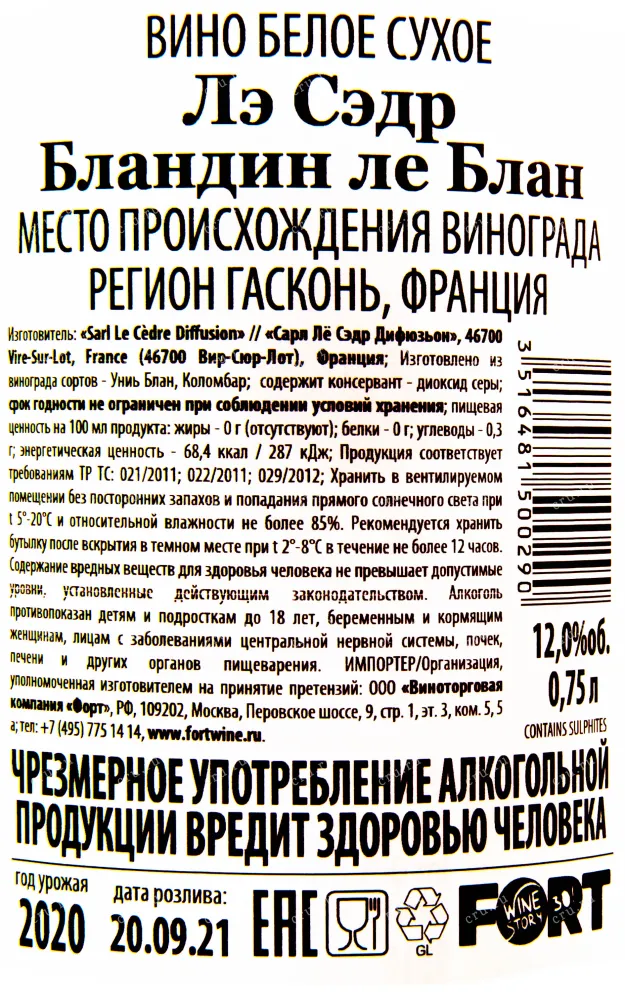 ВИНО БЕЛОЕ СУХОЕ
Лэ Сэдр
Бландин ле Блан
МЕСТО ПРОИСХОЖДЕНИЯ ВИНОГРАДА
РЕГИОН ГАСКОНЬ, ФРАНЦИЯ
Изготовитель: «Sarl Le Cèdre Diffusion» // «Сарл Лё Сэдр Дифюзьон», 46700
Vire-Sur-Lot, France (46700 Вир-Сюр-Лот), Франция; Изготовлено из
винограда сортов - Уньь Блан, Коломбар; содержит консервант - диоксид серы;
срок годности не ограничен при соблюдении условий хранения; пищевая
ценность на 100 мл продукта: жиры - 0 г (отсутствуют); белки - 0 г; углеводы - 0,3
г; энергетическая ценность - 68,4 ккал / 287 кДж; Продукция соответствует
требованиям ТР ТС: 021/2011; 022/2011; 029/2012; Хранить в вентилируемом
помещении без посторонних запахов и попадания прямого солнечного света при
t 5°-20°C и относительной влажности не более 85%. Рекомендуется хранить
бутылку после вскрытия в темном месте при t 2°-8°C в течение не более 12 часов.
Содержание вредных веществ для здоровья человека не превышает допустимые
уровни, установленные действующим законодательством. Алкоголь
противопоказан детям и подросткам до 18 лет, беременным и кормящим
женщинам, лицам с заболеваниями центральной нервной системы, почек,
печени и других органов пищеварения. ИМПОРТЕР/Организация,
уполномоченная изготовителем на принятие претензий: ООО «Виноторговая
компания «Форт», РФ, 109202, Москва, Перовское шоссе, 9, стр. 1, эт. 3, ком. 5, 5
а; тел: +7 (495) 775 14 14, www.fortwine.ru.
3 516481 500290
12,0%об.
0,75 л
CONTAINS SULPHITES
ЧРЕЗМЕРНОЕ УПОТРЕБЛЕНИЕ АЛКОГОЛЬНОЙ
ПРОДУКЦИИ ВРЕДИТ ЗДОРОВЬЮ ЧЕЛОВЕКА
год урожая
2020
дата розлива:
20.09.21
EAC
GL
FORT
WINE
STORY
30